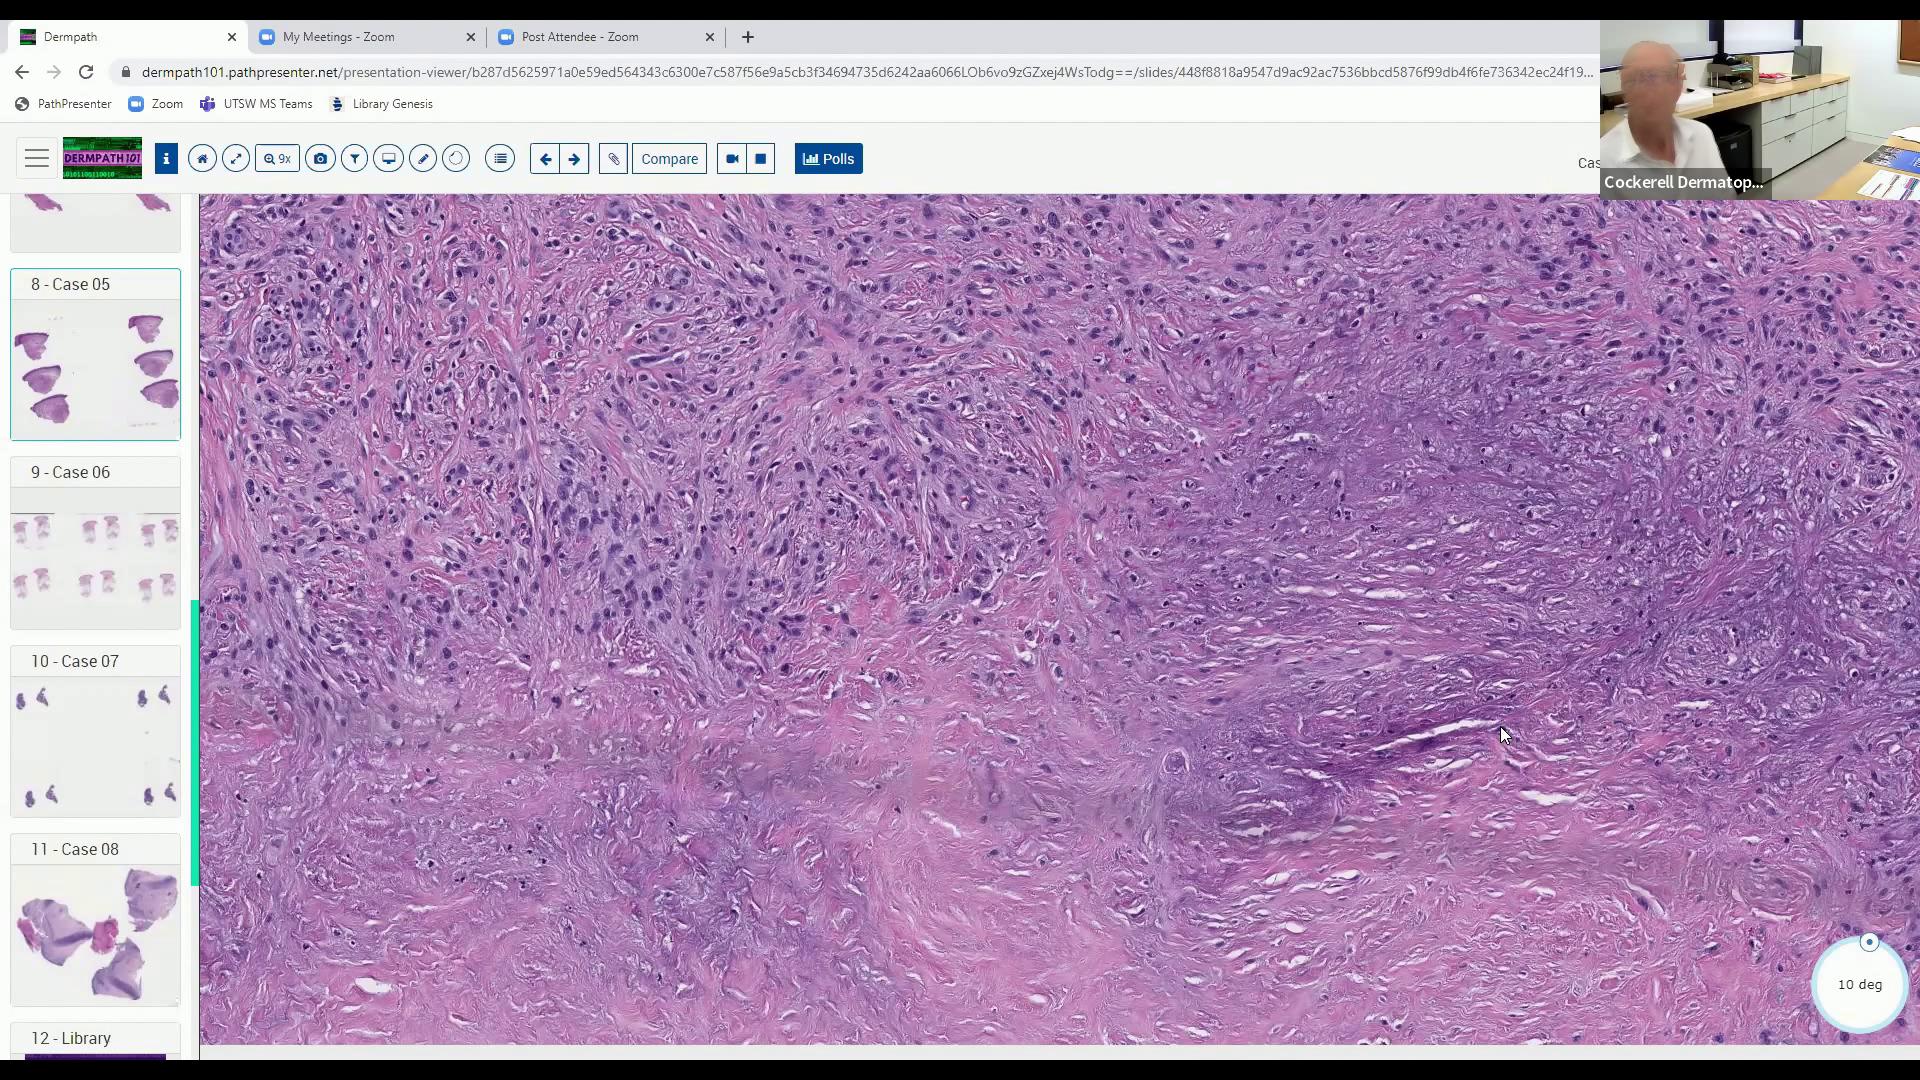 Dermpath
My Meetings - Zoom
Post Attendee - Zoom
dermpath101.pathpresenter.net/presentation-viewer/b287d5625971a0e59ed564343c6300e7c587f56e9a5cb3f34694735d6242aa6066LOb6vo9zGZxej4WsTodg==/slides/448f8818a9547d9ac92ac7536bbcd5876f99db4f6fe736342ec24f19...
PathPresenter
Zoom
UTSW MS Teams
Library Genesis
DERMPATH 101
9x
Compare
Polls
Cas
Cockerell Dermatop...
8 - Case 05
9 - Case 06
10 - Case 07
11 - Case 08
12 - Library
10 deg